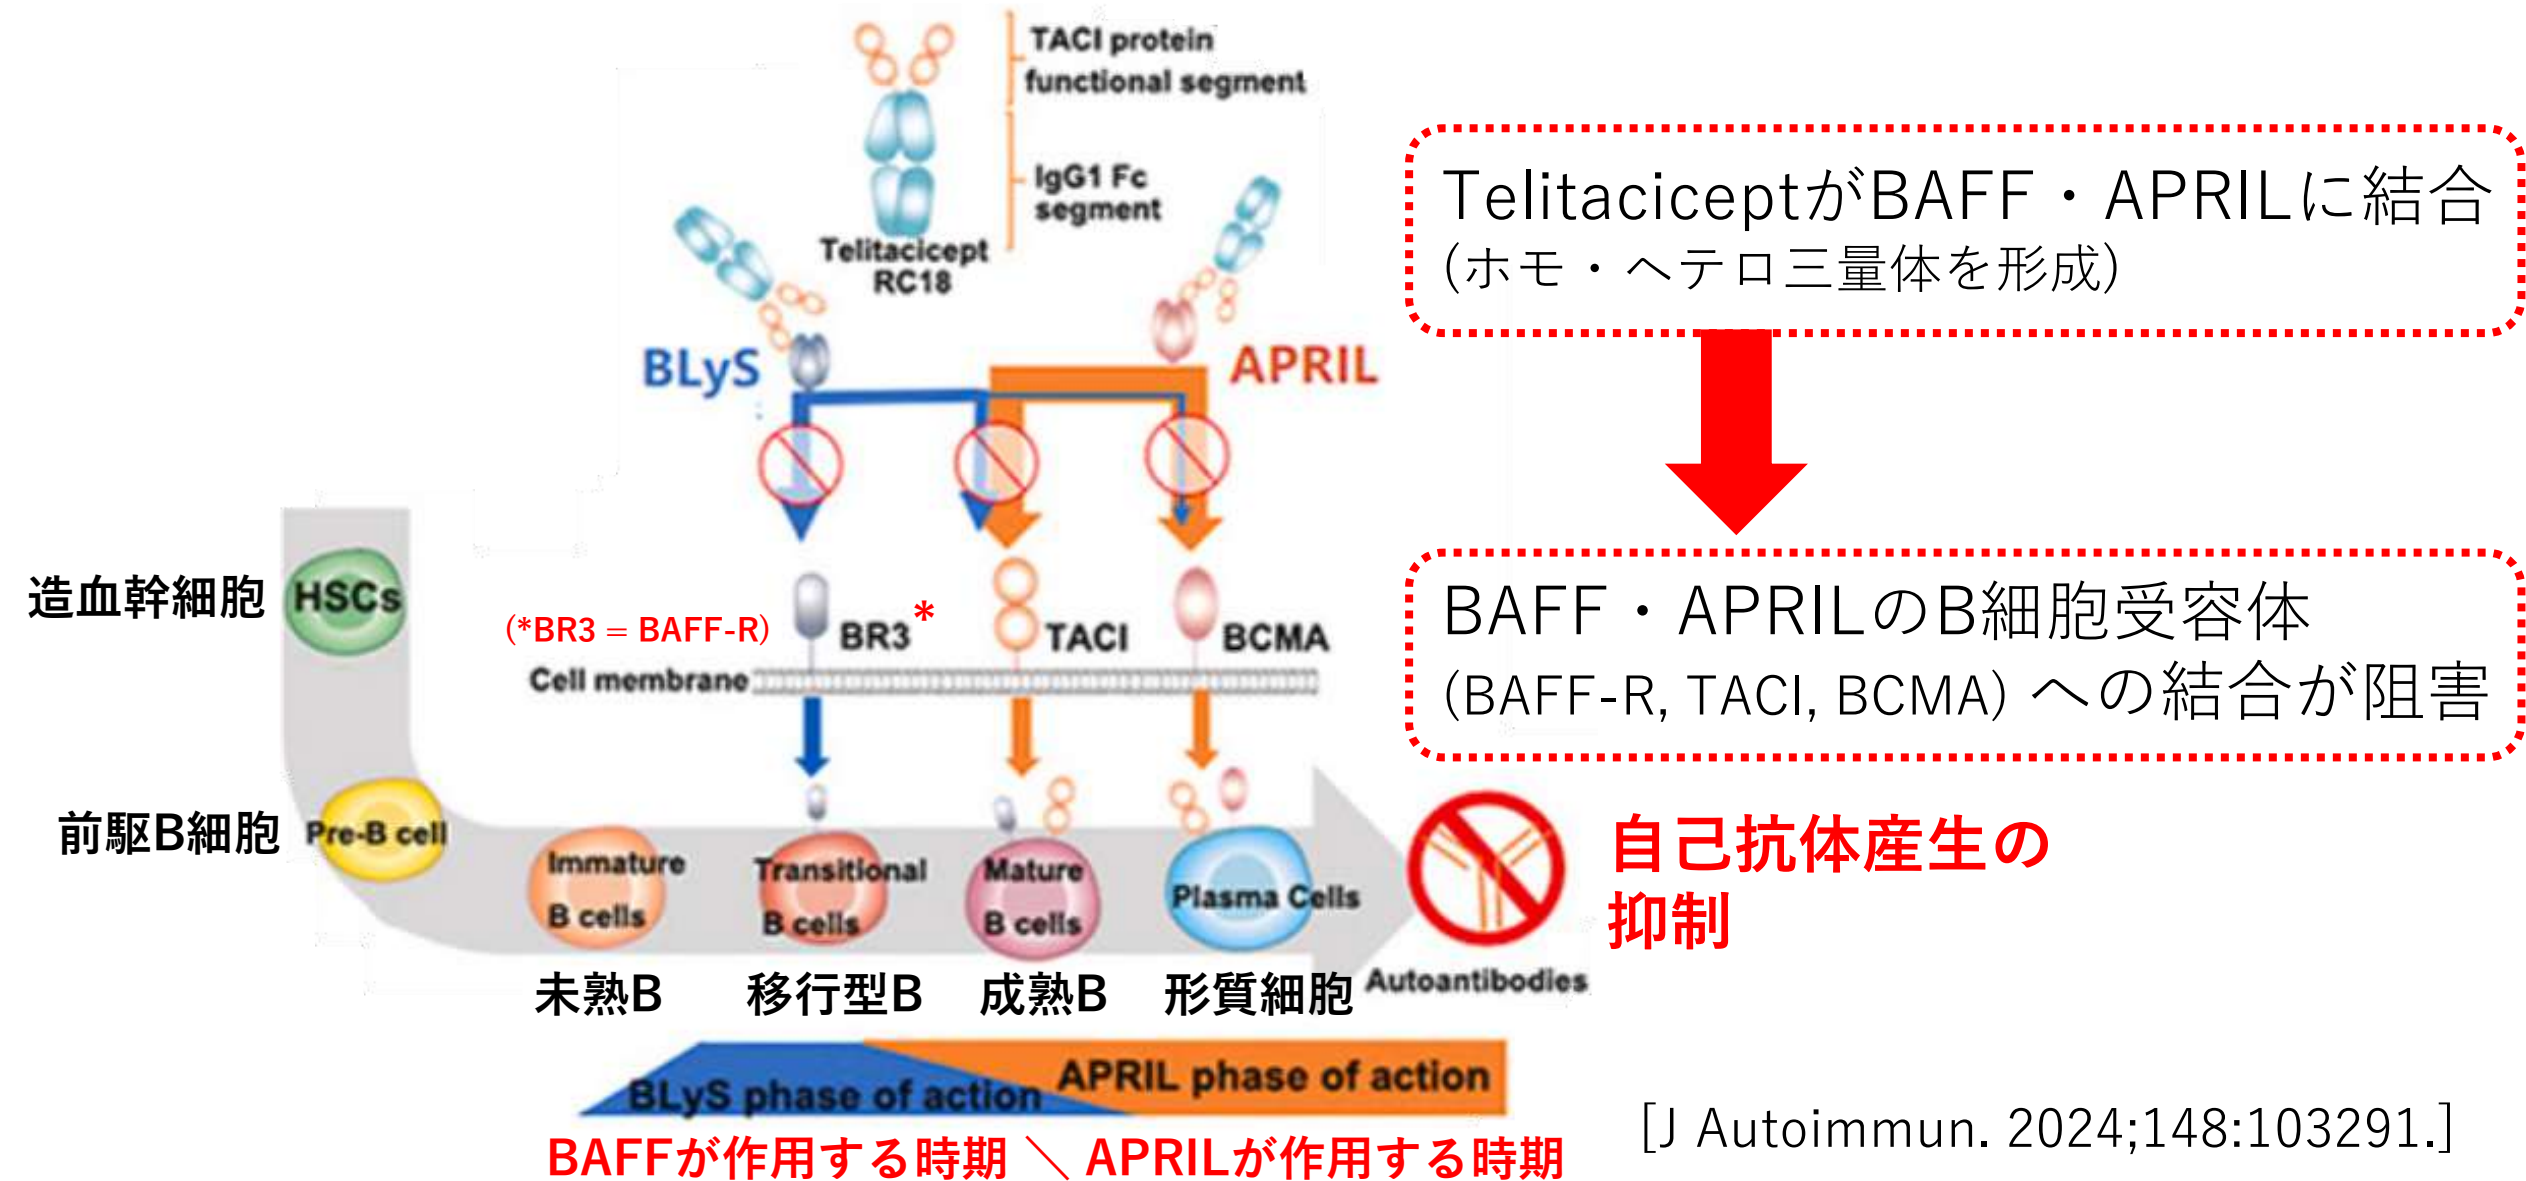 TACI protein
functional segment
IgG1 Fc
segment
Telitacicept
RC18
BLyS
APRIL
TelitaciceptがBAFF・APRILに結合
(ホモ・ヘテロ三量体を形成)
造血幹細胞
HSCs
(*BR3 = BAFF-R)
BR3*
TACI
BCMA
Cell membrane
BAFF・APRILのB細胞受容体
(BAFF-R, TACI, BCMA) への結合が阻害
前駆B細胞
Pre-B cell
Immature
B cells
Transitional
B cells
Mature
B cells
Plasma Cells
Autoantibodies
自己抗体産生の
抑制
未熟B
移行型B
成熟B
形質細胞
BLyS phase of action
APRIL phase of action
BAFFが作用する時期 ＼ APRILが作用する時期
[J Autoimmun. 2024;148:103291.]